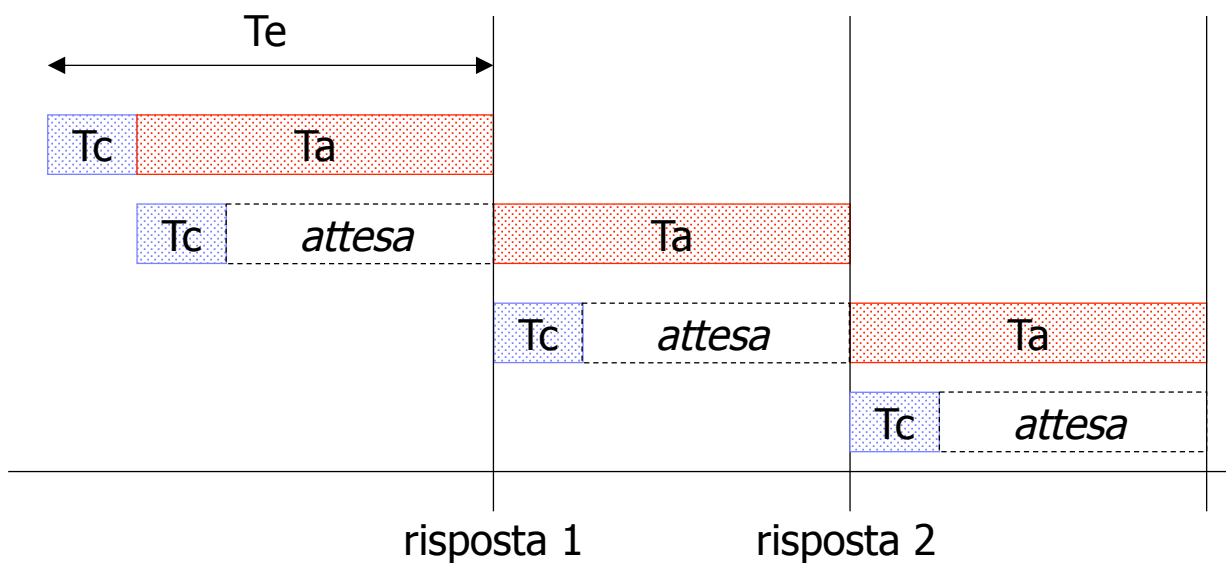 Te
Tc Ta
Tc attesa Ta
Tc attesa Ta
Tc attesa
risposta 1 risposta 2